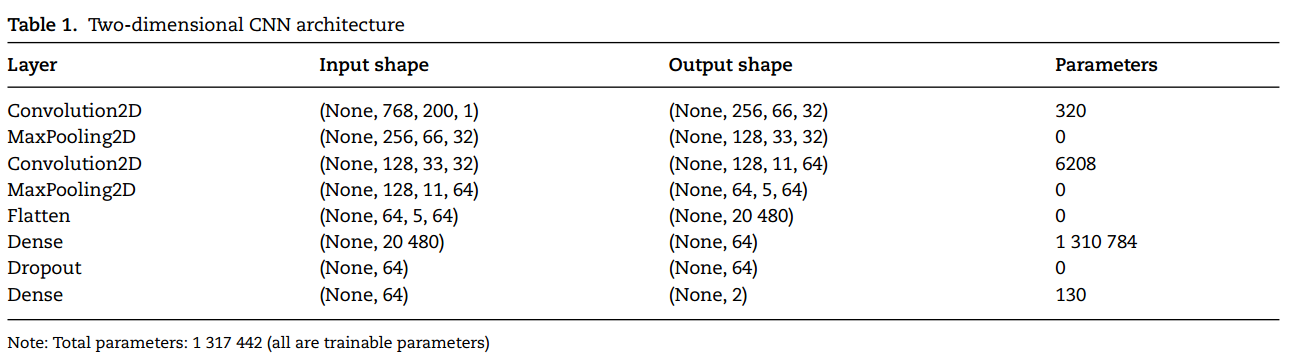 Table 1. Two-dimensional CNN architecture
Layer Input shape Output shape Parameters
Convolution2D (None, 768, 200, 1) (None, 256, 66, 32) 320
MaxPooling2D (None, 256, 66, 32) (None, 128, 33, 32) 0
Convolution2D (None, 128, 33, 32) (None, 128, 11, 64) 6208
MaxPooling2D (None, 128, 11, 64) (None, 64, 5, 64) 0
Flatten (None, 64, 5, 64) (None, 20 480) 0
Dense (None, 20 480) (None, 64) 1 310 784
Dropout (None, 64) (None, 64) 0
Dense (None, 64) (None, 2) 130
Note: Total parameters: 1 317 442 (all are trainable parameters)